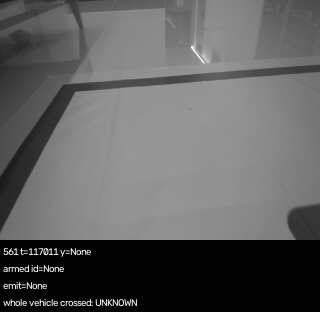 561 t=117011 y=None
armed id=None
emit=None
whole vehicle crossed: UNKNOWN